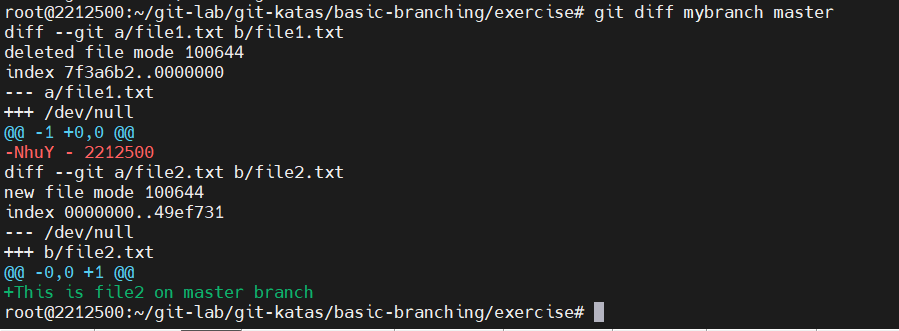 root@2212500:~/git-lab/git-katas/basic-branching/exercise# git diff mybranch master
diff --git a/file1.txt b/file1.txt
deleted file mode 100644
index 7f3a6b2..0000000
--- a/file1.txt
+++ /dev/null
@@ -1 +0,0 @@
-NhuY - 2212500
diff --git a/file2.txt b/file2.txt
new file mode 100644
index 0000000..49ef731
--- /dev/null
+++ b/file2.txt
@@ -0,0 +1 @@
+This is file2 on master branch
root@2212500:~/git-lab/git-katas/basic-branching/exercise#